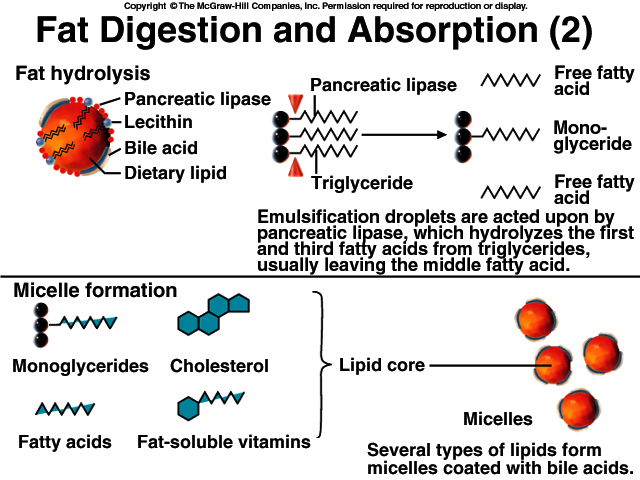 Copyright © The McGraw-Hill Companies, Inc. Permission required for reproduction or display.
Fat Digestion and Absorption (2)
Fat hydrolysis
Pancreatic lipase
Lecithin
Bile acid
Dietary lipid
Pancreatic lipase
Triglyceride
Free fatty
acid
Mono-
glyceride
Free fatty
acid
Emulsification droplets are acted upon by
pancreatic lipase, which hydrolyzes the first
and third fatty acids from triglycerides,
usually leaving the middle fatty acid.
Micelle formation
Monoglycerides
Cholesterol
Fatty acids
Fat-soluble vitamins
Lipid core
Micelles
Several types of lipids form
micelles coated with bile acids.